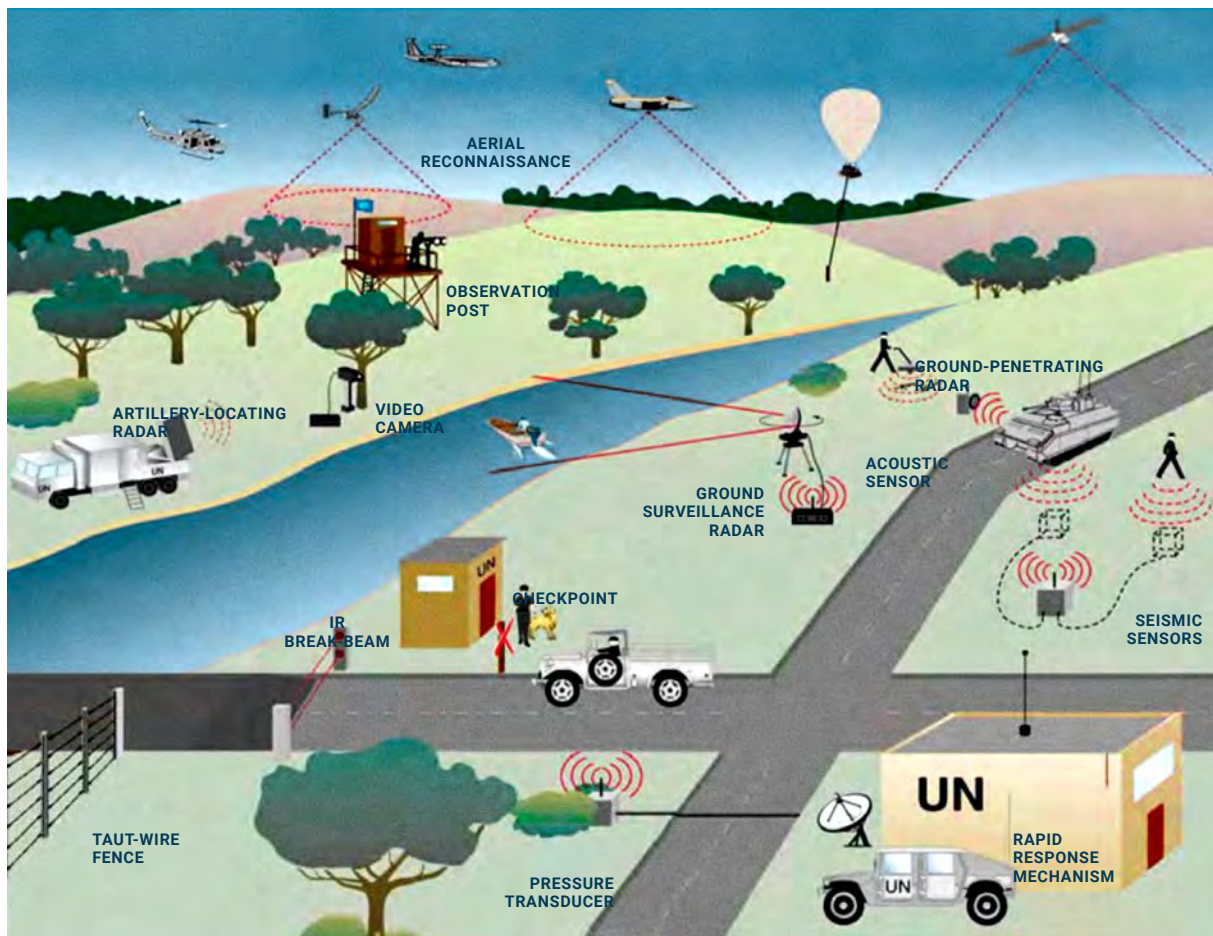 AERIAL
RECONNAISSANCE
OBSERVATION
POST
GROUND-PENETRATING
RADAR
ARTILLERY-LOCATING
RADAR
VIDEO
CAMERA
UN
UN
ACOUSTIC
SENSOR
GROUND
SURVEILLANCE
RADAR
UN
CHECKPOINT
IR
BREAK-BEAM
SEISMIC
SENSORS
UN
TAUT-WIRE
FENCE
RAPID
RESPONSE
MECHANISM
UN
PRESSURE
TRANSDUCER